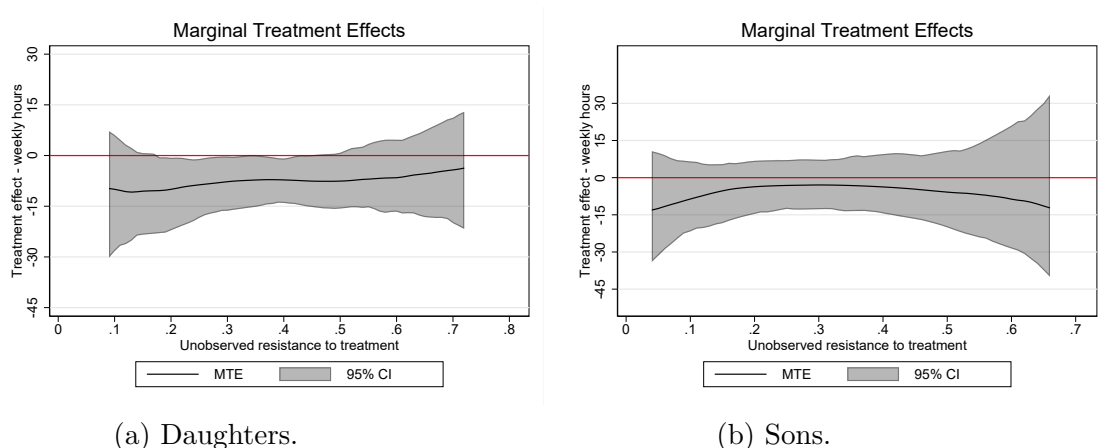 Marginal Treatment Effects
Treatment effect - weekly hours
30
15
0
-15
-30
-45
0 .1 .2 .3 .4 .5 .6 .7 .8
Unobserved resistance to treatment
MTE 95% CI
(a) Daughters.
Marginal Treatment Effects
Treatment effect - weekly hours
30
15
0
-15
-30
-45
0 .1 .2 .3 .4 .5 .6 .7
Unobserved resistance to treatment
MTE 95% CI
(b) Sons.